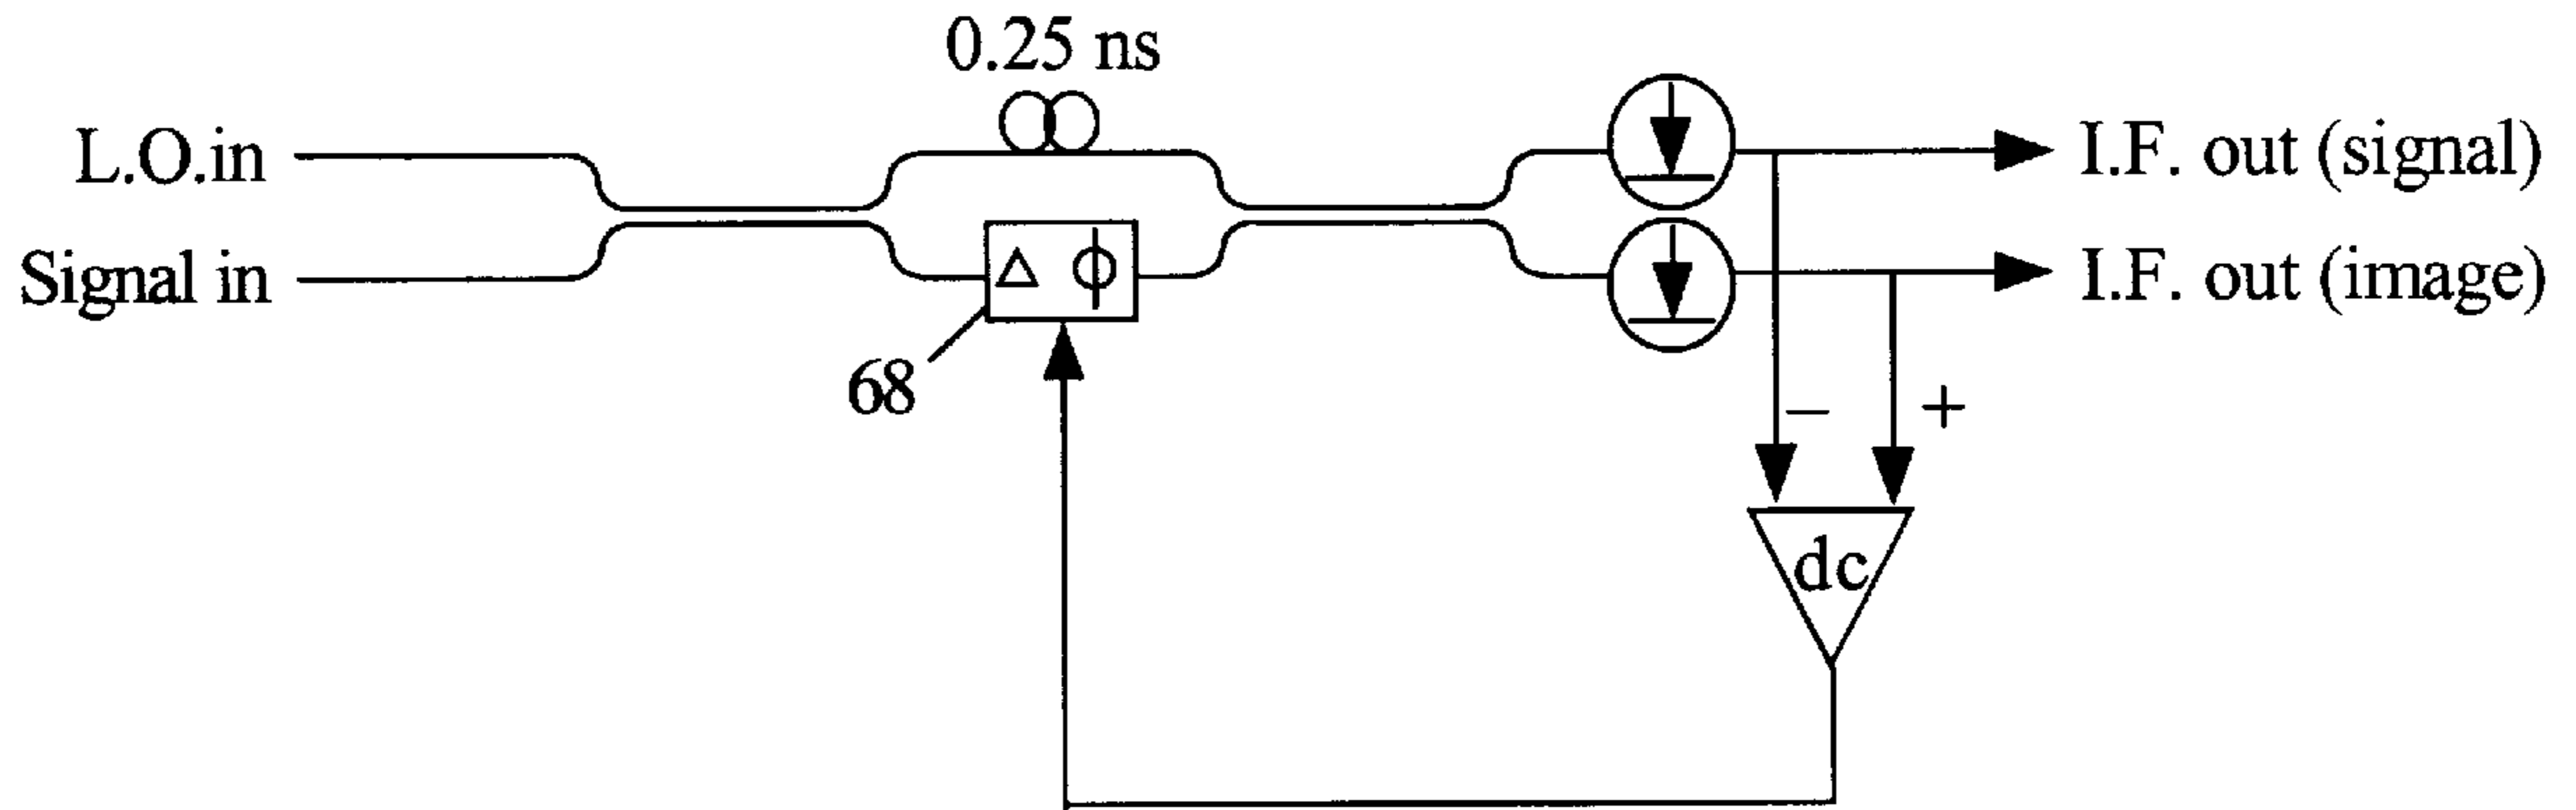 0.25 ns
L.O.in
I.F. out (signal)
Signal in
Δ ϕ
I.F. out (image)
68
– +
dc